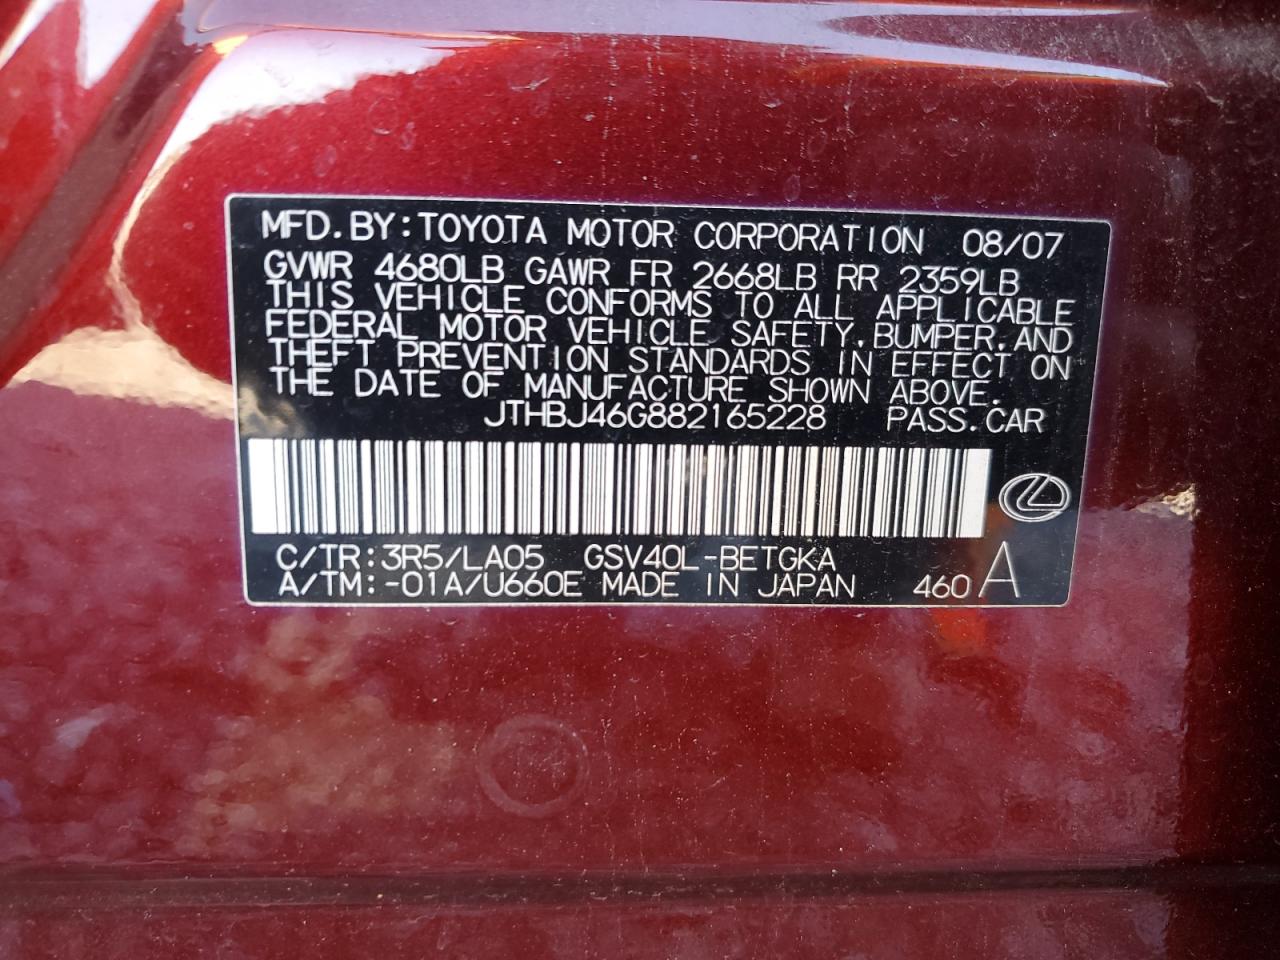 MFD.BY:TOYOTA MOTOR CORPORATION 08/07
GVWR 4680LB GAWR FR 2668LB RR 2359LB
THIS VEHICLE CONFORMS TO ALL APPLICABLE
FEDERAL MOTOR VEHICLE SAFETY,BUMPER,AND
THEFT PREVENTION STANDARDS IN EFFECT ON
THE DATE OF MANUFACTURE SHOWN ABOVE.
JTHBJ46G882165228 PASS.CAR
C/TR:3R5/LA05 GSV40L-BETGKA
A/TM:-01A/U660E MADE IN JAPAN 460 A